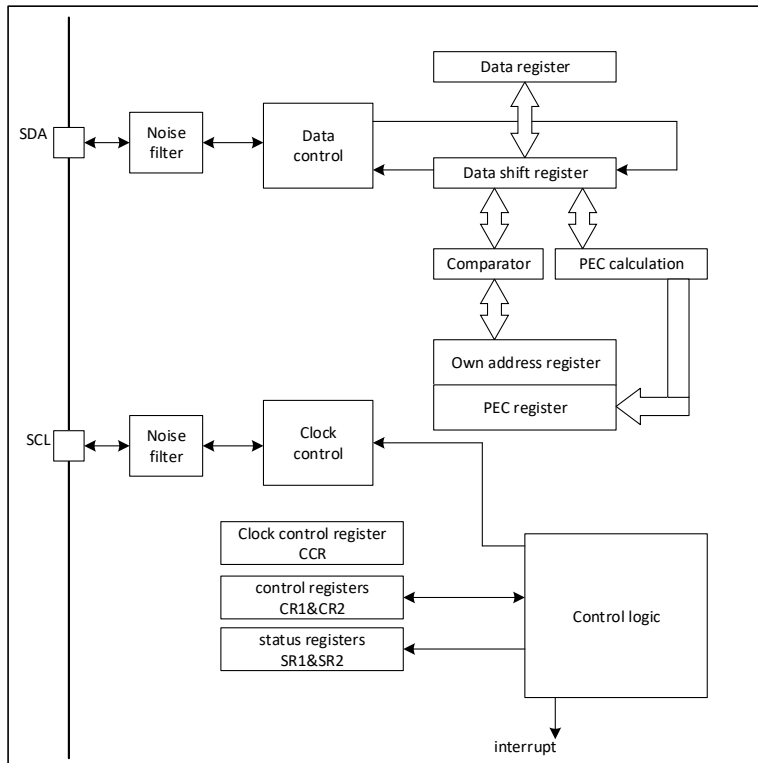 Data register
SDA
Noise
filter
Data
control
Data shift register
Comparator
PEC calculation
Own address register
PEC register
SCL
Noise
filter
Clock
control
Clock control register
CCR
control registers
CR1&CR2
status registers
SR1&SR2
Control logic
interrupt